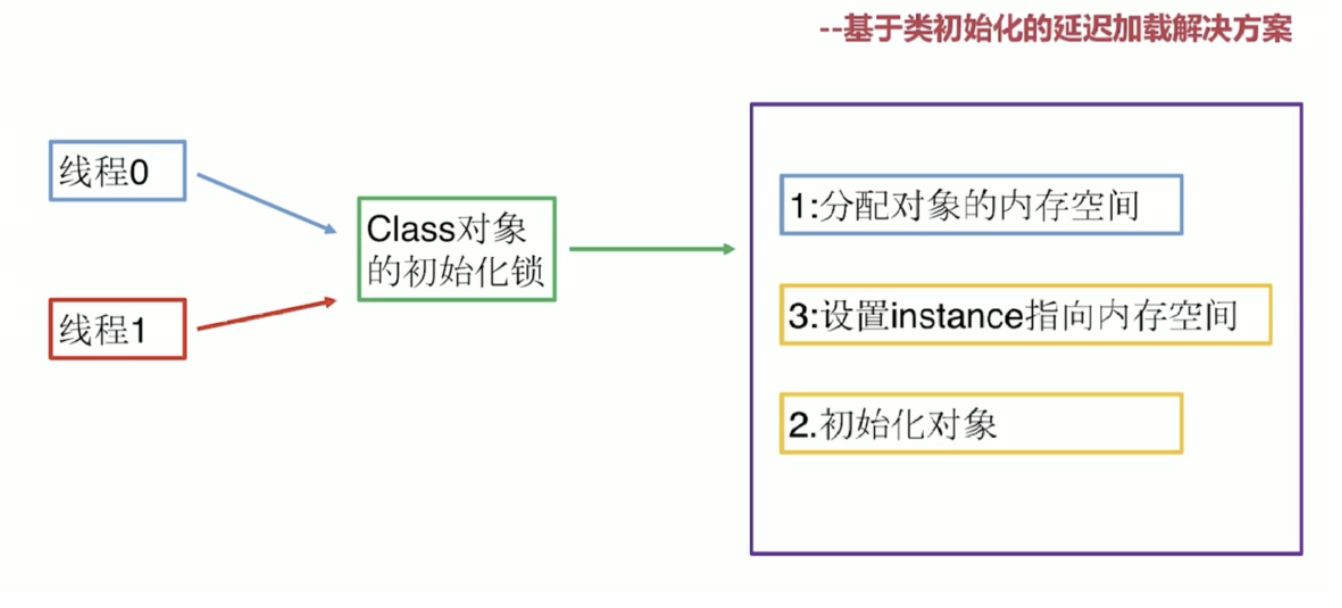 --基于类初始化的延迟加载解决方案
线程0
线程1
Class对象
的初始化锁
1:分配对象的内存空间
3:设置instance指向内存空间
2.初始化对象